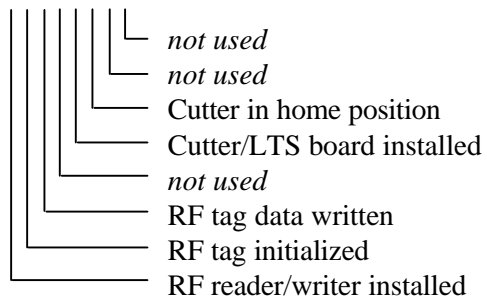 not used
not used
Cutter in home position
Cutter/LTS board installed
not used
RF tag data written
RF tag initialized
RF reader/writer installed